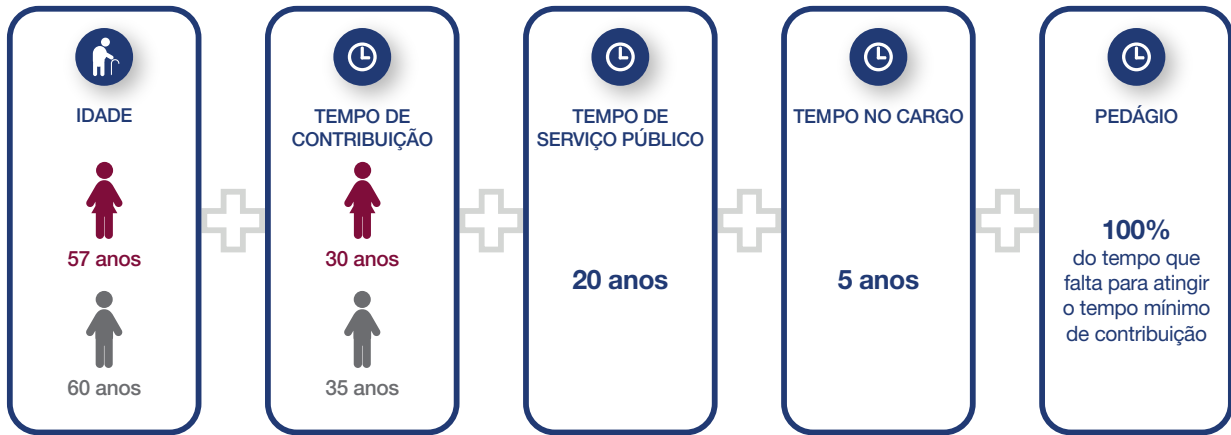 IDADE
57 anos
60 anos
TEMPO DE
CONTRIBUIÇÃO
30 anos
35 anos
TEMPO DE
SERVIÇO PÚBLICO
20 anos
TEMPO NO CARGO
5 anos
PEDÁGIO
100%
do tempo que
falta para atingir
o tempo mínimo
de contribuição